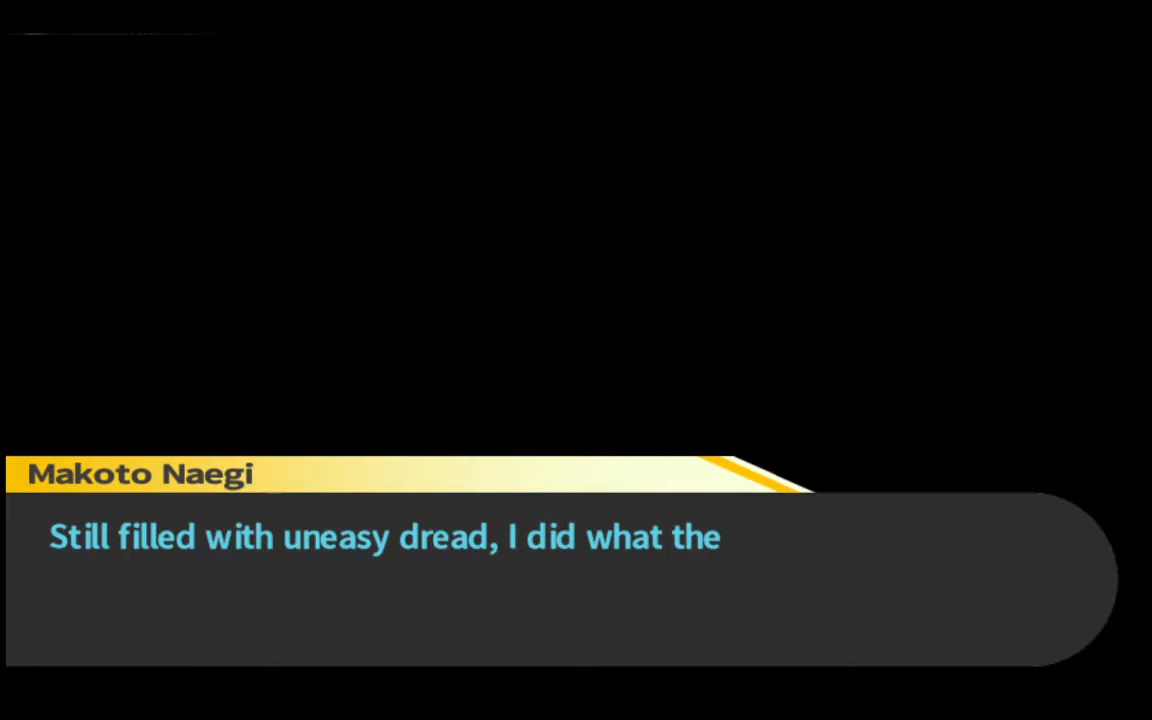 Makoto Naegi
Still filled with uneasy dread, I did what the